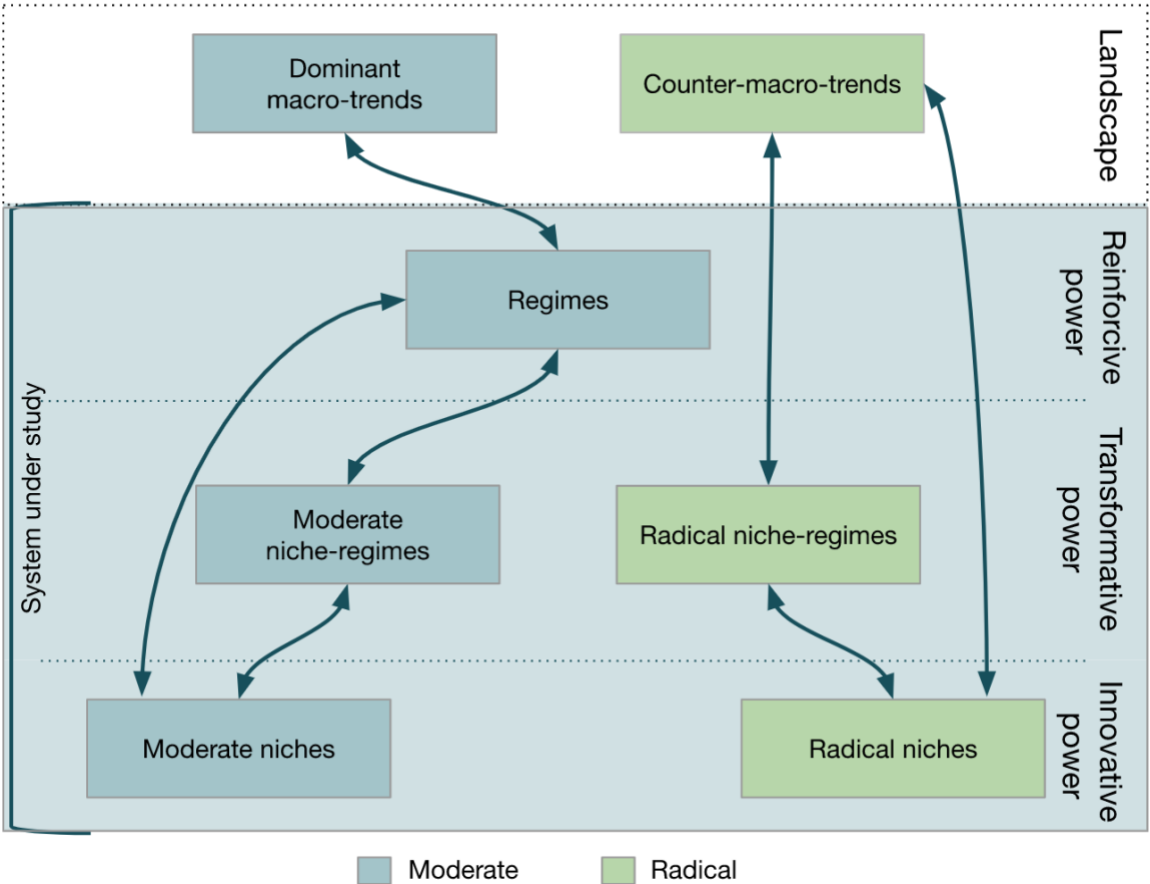 Landscape
Dominant
macro-trends
Counter-macro-trends
Reinforcive
power
Regimes
System under study
Transformative
power
Moderate
niche-regimes
Radical niche-regimes
Innovative
power
Moderate niches
Radical niches
Moderate
Radical